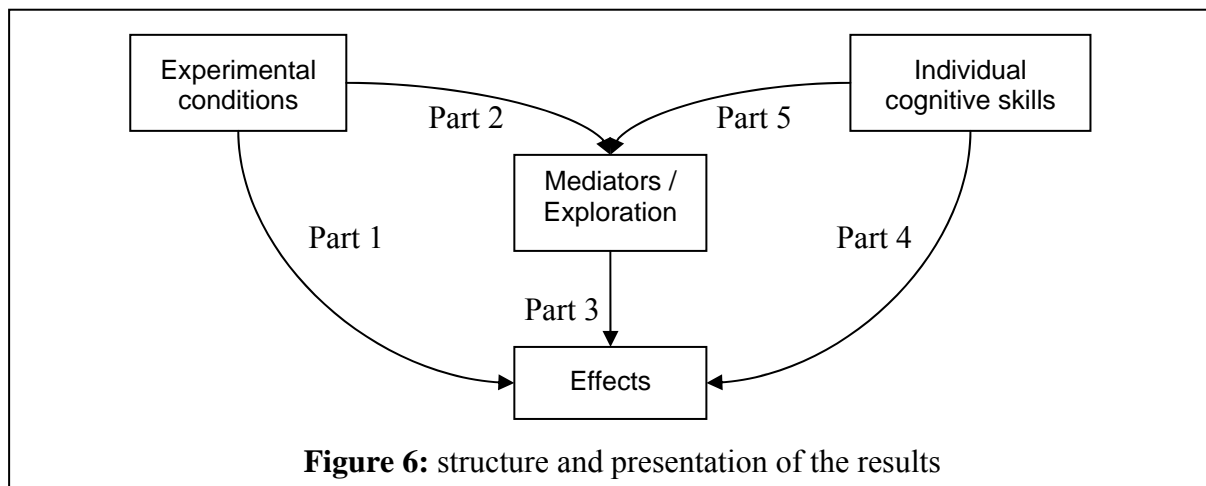 Experimental
conditions
Individual
cognitive skills
Part 2
Part 5
Mediators /
Exploration
Part 1
Part 4
Part 3
Effects
Figure 6: structure and presentation of the results